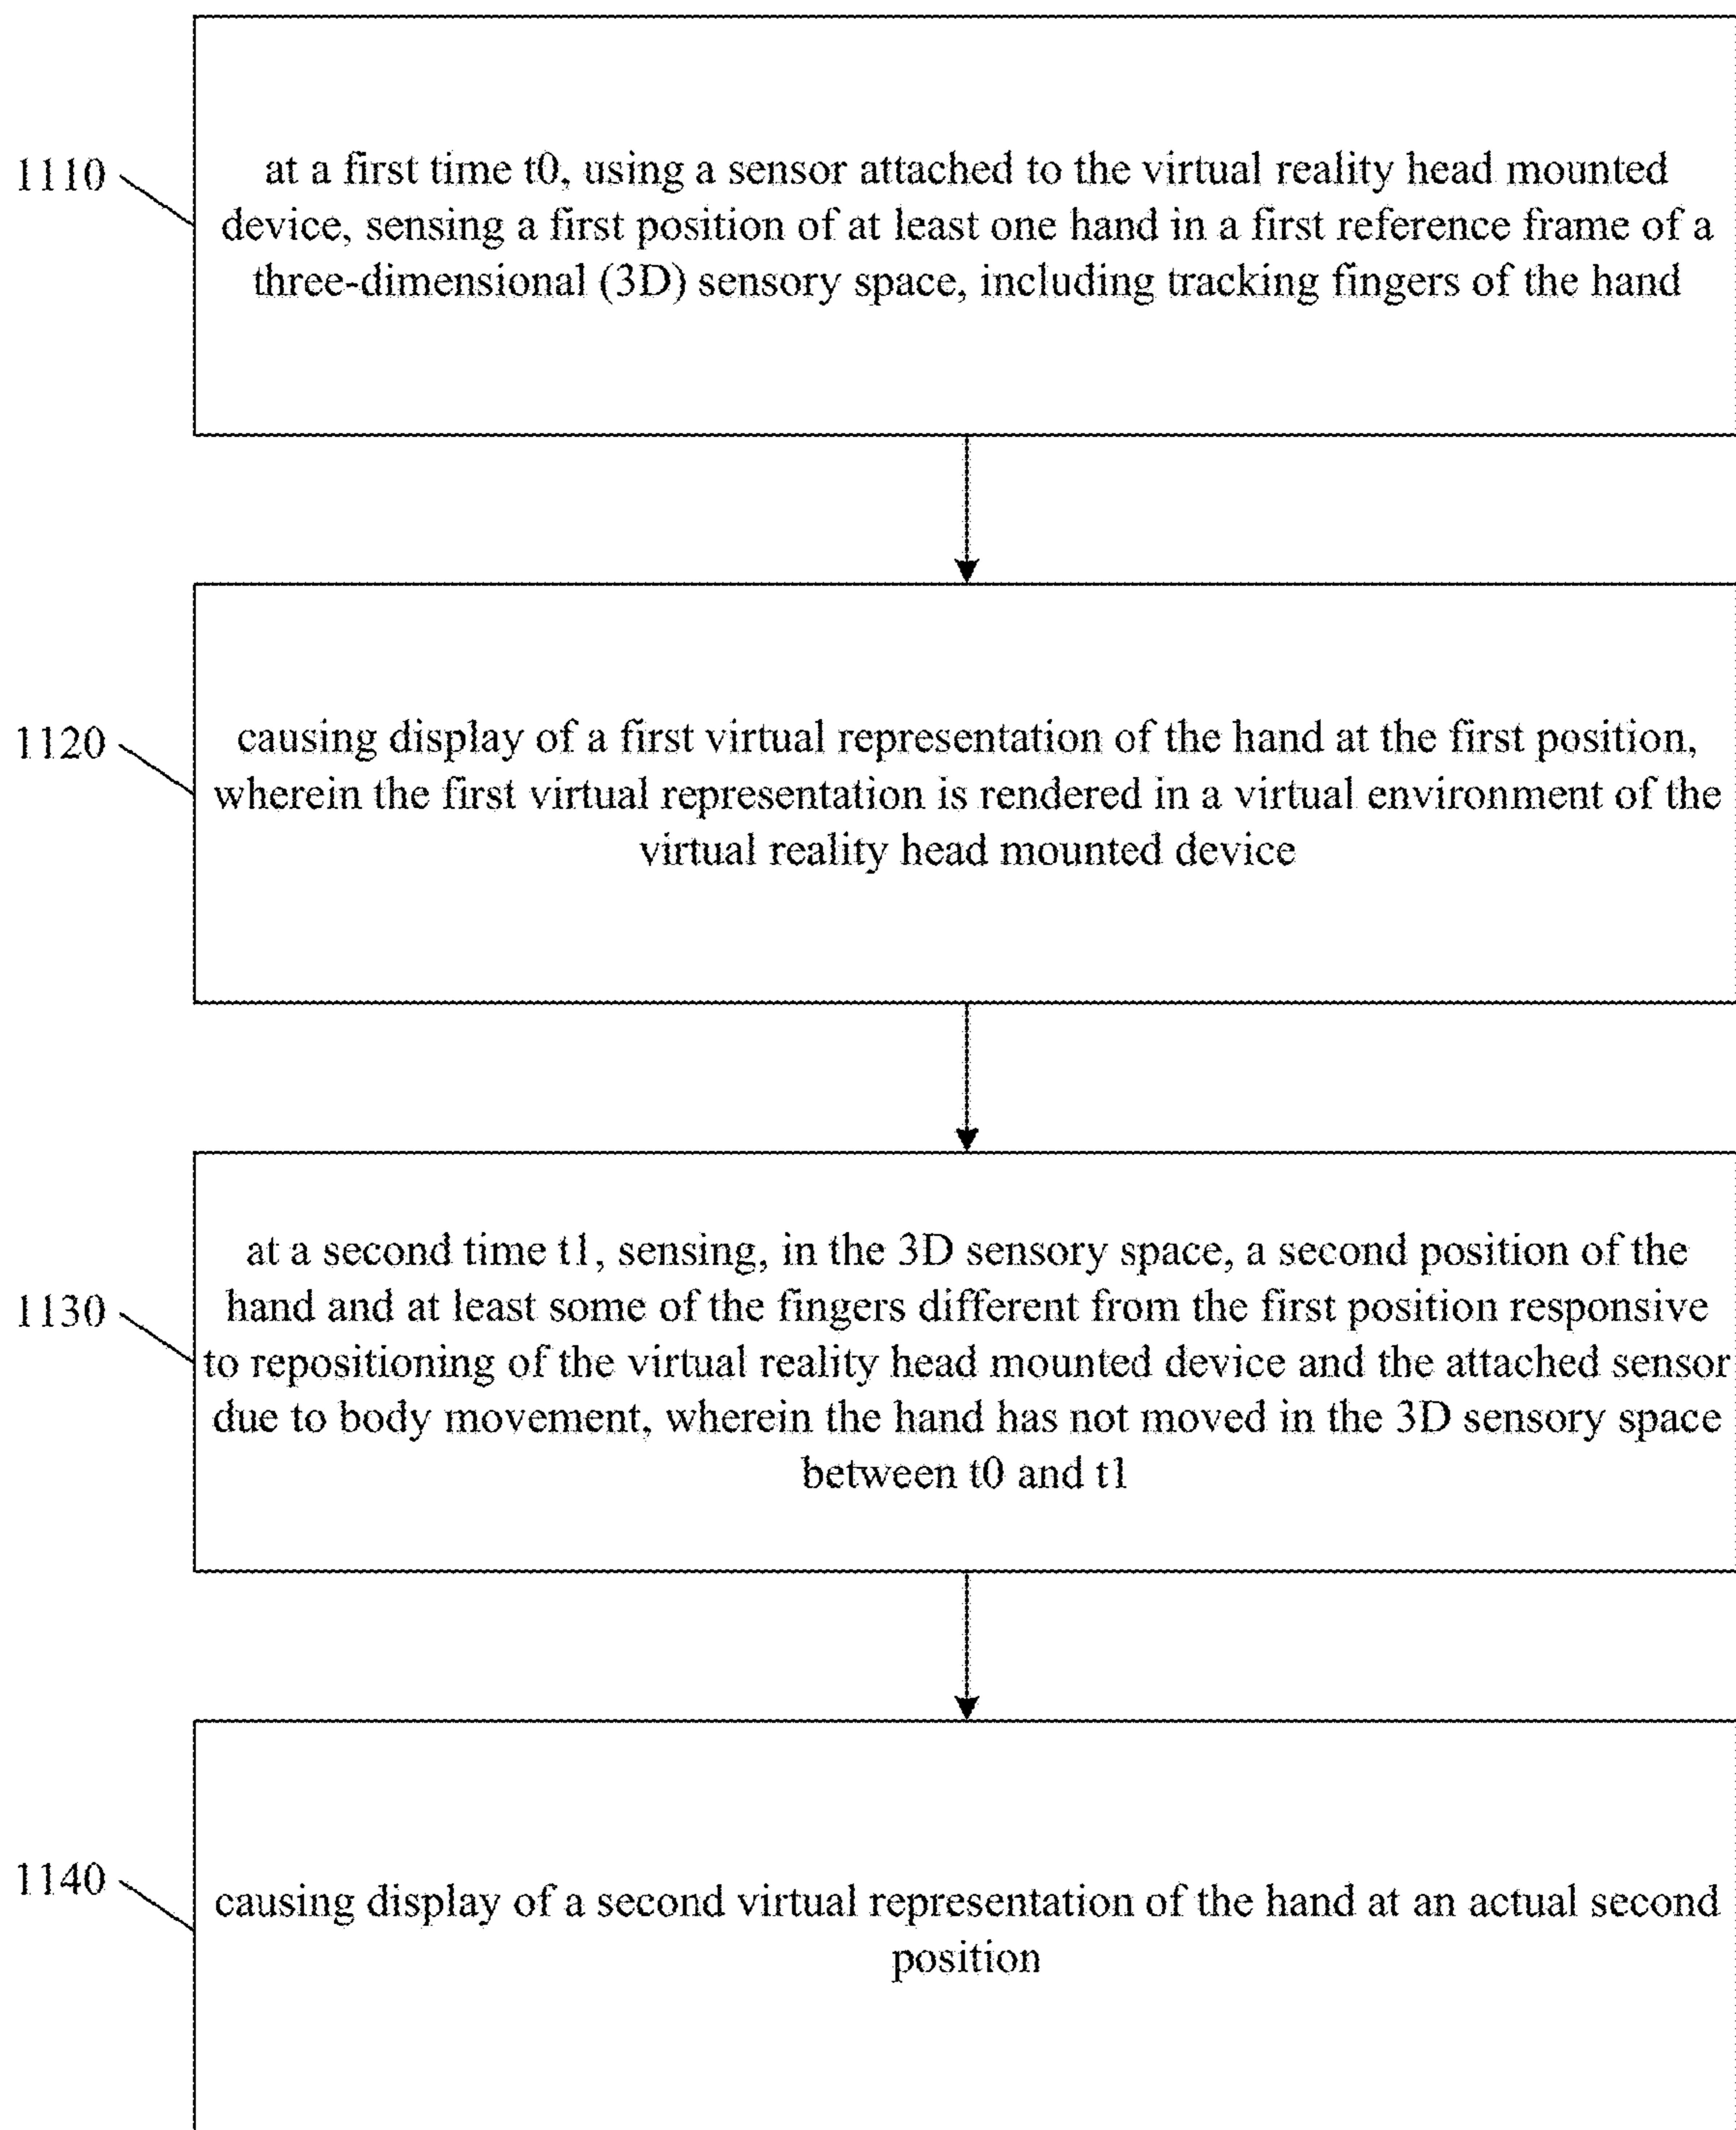 1110
at a first time t0, using a sensor attached to the virtual reality head mounted
device, sensing a first position of at least one hand in a first reference frame of a
three-dimensional (3D) sensory space, including tracking fingers of the hand
1120
causing display of a first virtual representation of the hand at the first position,
wherein the first virtual representation is rendered in a virtual environment of the
virtual reality head mounted device
1130
at a second time t1, sensing, in the 3D sensory space, a second position of the
hand and at least some of the fingers different from the first position responsive
to repositioning of the virtual reality head mounted device and the attached sensor
due to body movement, wherein the hand has not moved in the 3D sensory space
between t0 and t1
1140
causing display of a second virtual representation of the hand at an actual second
position